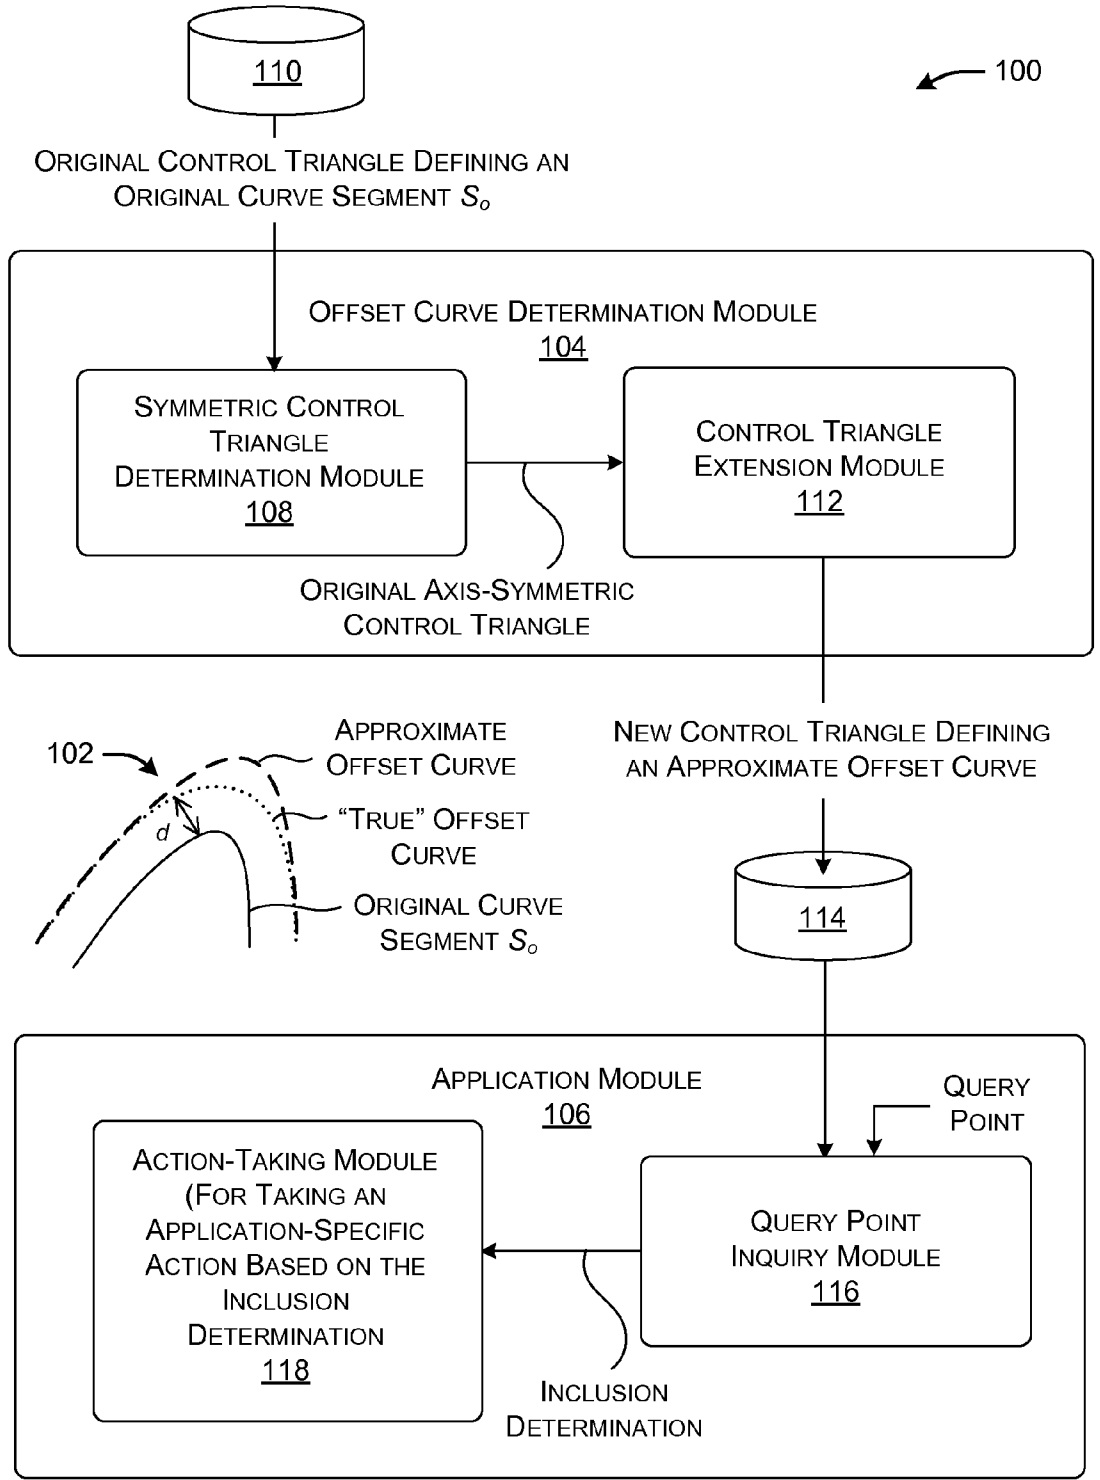 110
100
ORIGINAL CONTROL TRIANGLE DEFINING AN
ORIGINAL CURVE SEGMENT So
OFFSET CURVE DETERMINATION MODULE
104
SYMMETRIC CONTROL
TRIANGLE
DETERMINATION MODULE
108
CONTROL TRIANGLE
EXTENSION MODULE
112
ORIGINAL AXIS-SYMMETRIC
CONTROL TRIANGLE
NEW CONTROL TRIANGLE DEFINING
AN APPROXIMATE OFFSET CURVE
102
APPROXIMATE
OFFSET CURVE
d
“TRUE” OFFSET
CURVE
ORIGINAL CURVE
SEGMENT So
114
APPLICATION MODULE
106
QUERY
POINT
ACTION-TAKING MODULE
(FOR TAKING AN
APPLICATION-SPECIFIC
ACTION BASED ON THE
INCLUSION
DETERMINATION
118
QUERY POINT
INQUIRY MODULE
116
INCLUSION
DETERMINATION